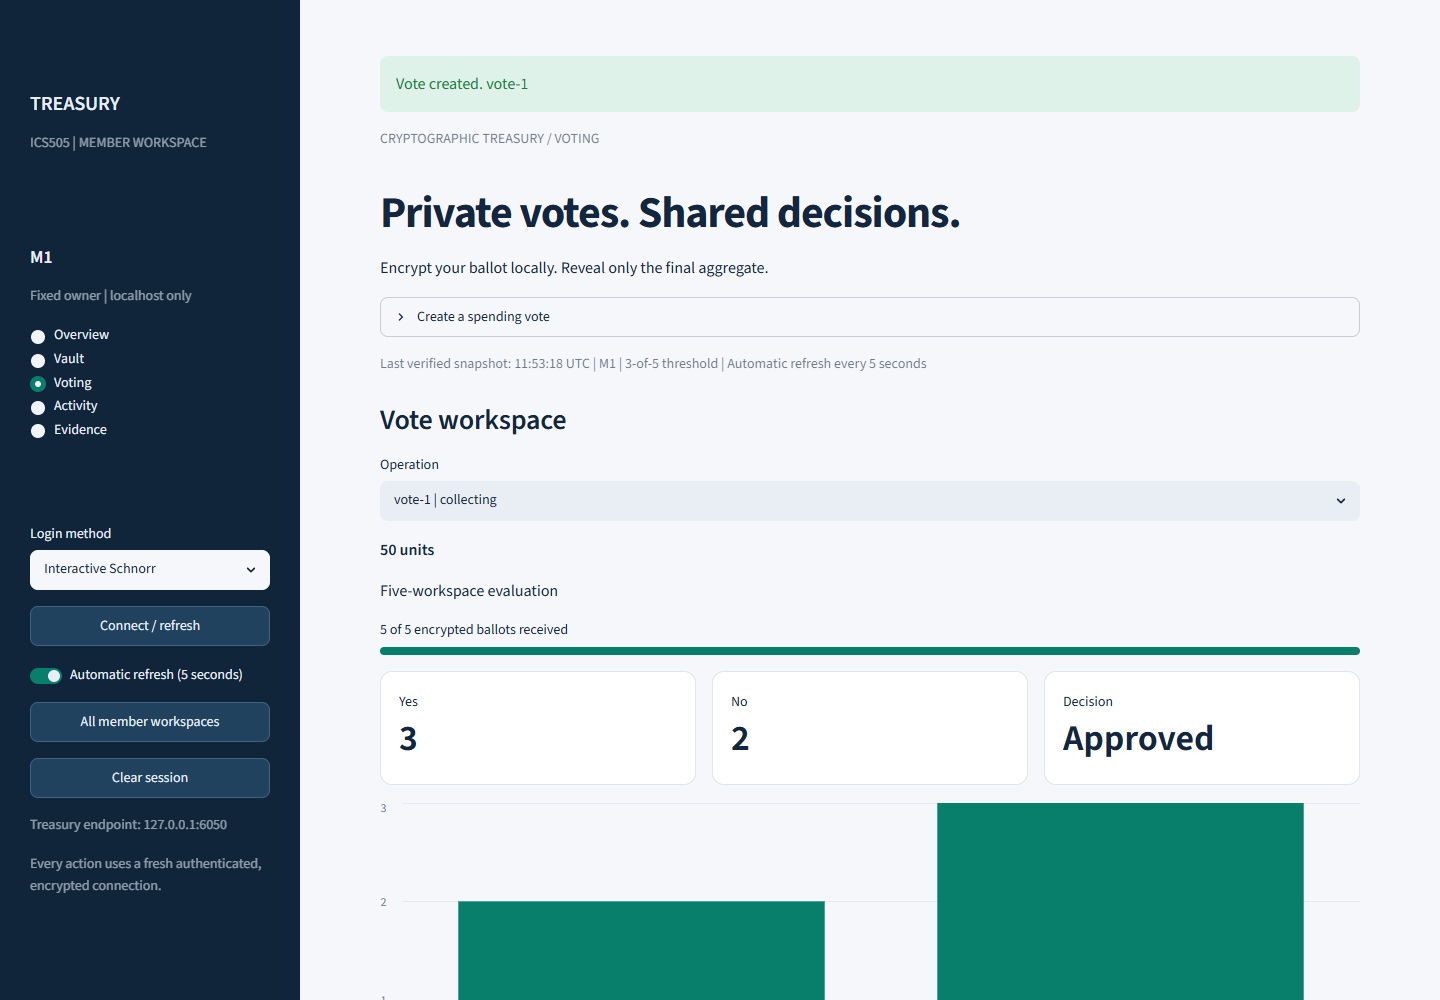 TREASURY
ICS505 | MEMBER WORKSPACE
M1
Fixed owner | localhost only
Overview
Vault
Voting
Activity
Evidence
Login method
Interactive Schnorr
Connect / refresh
Automatic refresh (5 seconds)
All member workspaces
Clear session
Treasury endpoint: 127.0.0.1:6050
Every action uses a fresh authenticated,
encrypted connection.
Vote created. vote-1
CRYPTOGRAPHIC TREASURY / VOTING
Private votes. Shared decisions.
Encrypt your ballot locally. Reveal only the final aggregate.
Create a spending vote
Last verified snapshot: 11:53:18 UTC | M1 | 3-of-5 threshold | Automatic refresh every 5 seconds
Vote workspace
Operation
vote-1 | collecting
50 units
Five-workspace evaluation
5 of 5 encrypted ballots received
Yes
3
No
2
Decision
Approved
3
2
1